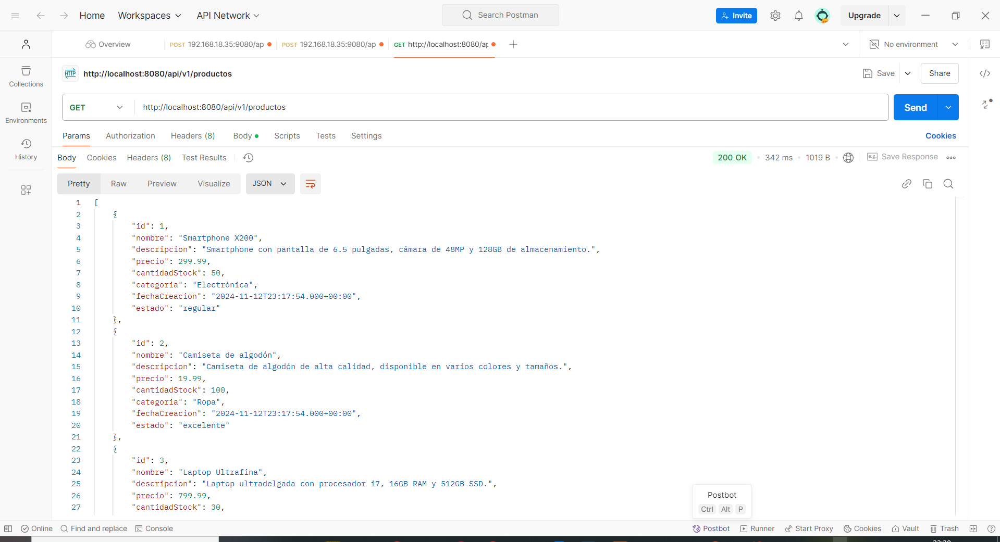 Home Workspaces API Network Search Postman Invite Upgrade
Overview POST 192.168.18.35:9080/ap POST 192.168.18.35:9080/ap GET http://localhost:8080/ap No environment
HTTP http://localhost:8080/api/v1/productos Save Share
Collections
GET http://localhost:8080/api/v1/productos Send
Environments
Params Authorization Headers (8) Body Scripts Tests Settings Cookies
History
Body Cookies Headers (8) Test Results 200 OK 342 ms 1019 B e.g. Save Response
Pretty Raw Preview Visualize JSON
1 [
2 {
3 "id": 1,
4 "nombre": "Smartphone X200",
5 "descripcion": "Smartphone con pantalla de 6.5 pulgadas, cámara de 48MP y 128GB de almacenamiento.",
6 "precio": 299.99,
7 "cantidadStock": 50,
8 "categoria": "Electrónica",
9 "fechaCreacion": "2024-11-12T23:17:54.000+00:00",
10 "estado": "regular"
11 },
12 {
13 "id": 2,
14 "nombre": "Camiseta de algodón",
15 "descripcion": "Camiseta de algodón de alta calidad, disponible en varios colores y tamaños.",
16 "precio": 19.99,
17 "cantidadStock": 100,
18 "categoria": "Ropa",
19 "fechaCreacion": "2024-11-12T23:17:54.000+00:00",
20 "estado": "excelente"
21 },
22 {
23 "id": 3,
24 "nombre": "Laptop Ultrafina",
25 "descripcion": "Laptop ultradelgada con procesador i7, 16GB RAM y 512GB SSD.",
26 "precio": 799.99,
27 "cantidadStock": 30,
Postbot
Ctrl Alt P
Online Find and replace Console Postbot Runner Start Proxy Cookies Vault Trash